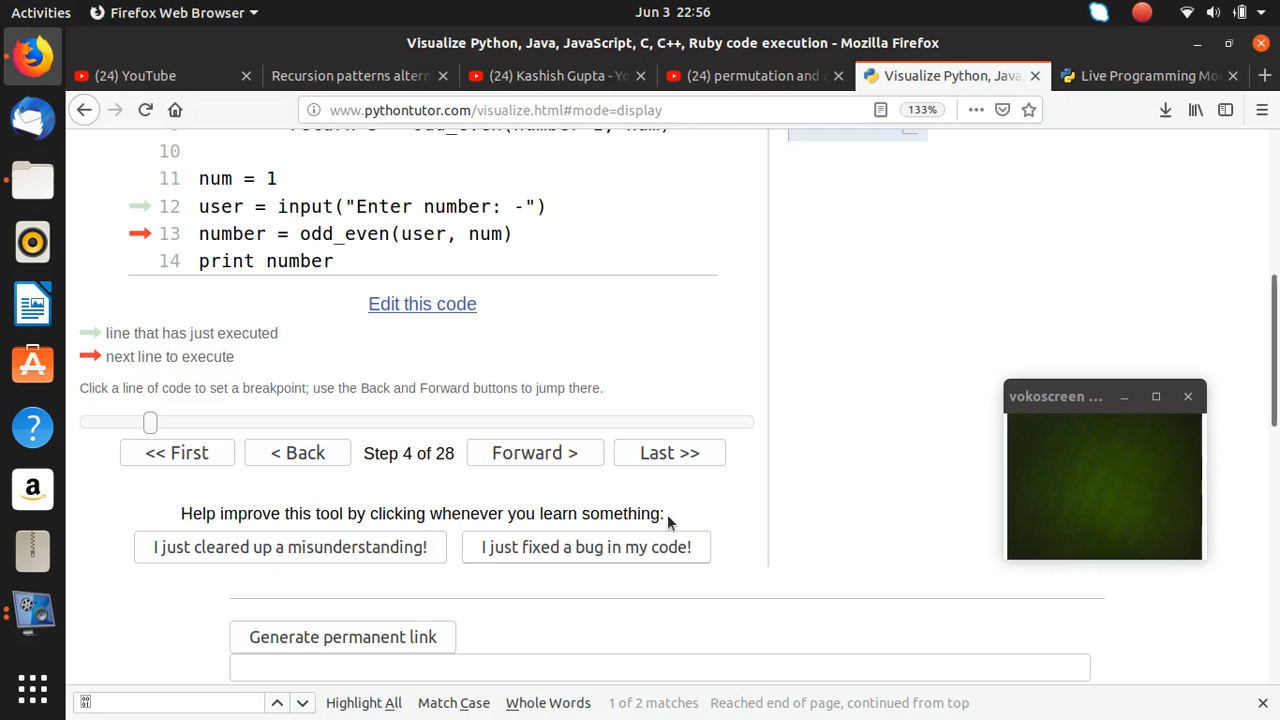 Activities
Firefox Web Browser
Jun 3 22:56
Visualize Python, Java, JavaScript, C, C++, Ruby code execution - Mozilla Firefox
(24) YouTube
Recursion patterns altern
(24) Kashish Gupta - Yo
(24) permutation and c
Visualize Python, Java,
Live Programming Mo
www.pythontutor.com/visualize.html#mode=display
133%
10
11 num = 1
12 user = input("Enter number: -")
13 number = odd_even(user, num)
14 print number
Edit this code
line that has just executed
next line to execute
Click a line of code to set a breakpoint; use the Back and Forward buttons to jump there.
<< First
< Back
Step 4 of 28
Forward >
Last >>
vokoscreen ...
Help improve this tool by clicking whenever you learn something:
I just cleared up a misunderstanding!
I just fixed a bug in my code!
Generate permanent link
Highlight All
Match Case
Whole Words
1 of 2 matches
Reached end of page, continued from top